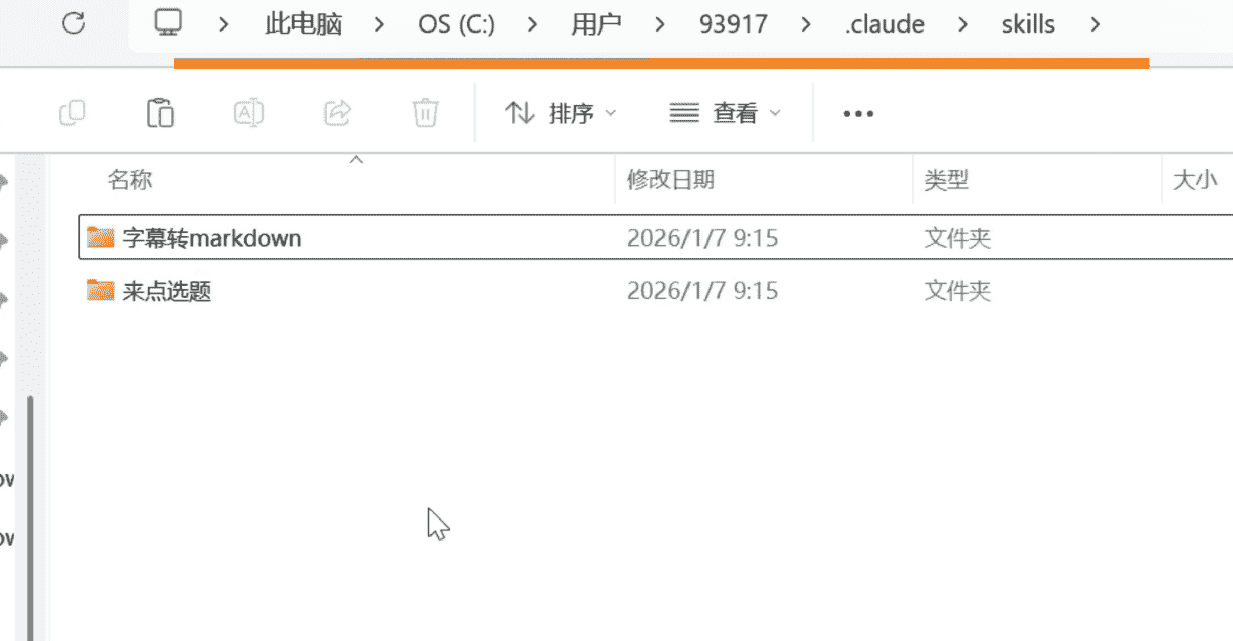 此电脑 > OS (C:) > 用户 > 93917 > .claude > skills >
排序 查看
名称 修改日期 类型 大小
字幕转markdown 2026/1/7 9:15 文件夹
来点选题 2026/1/7 9:15 文件夹